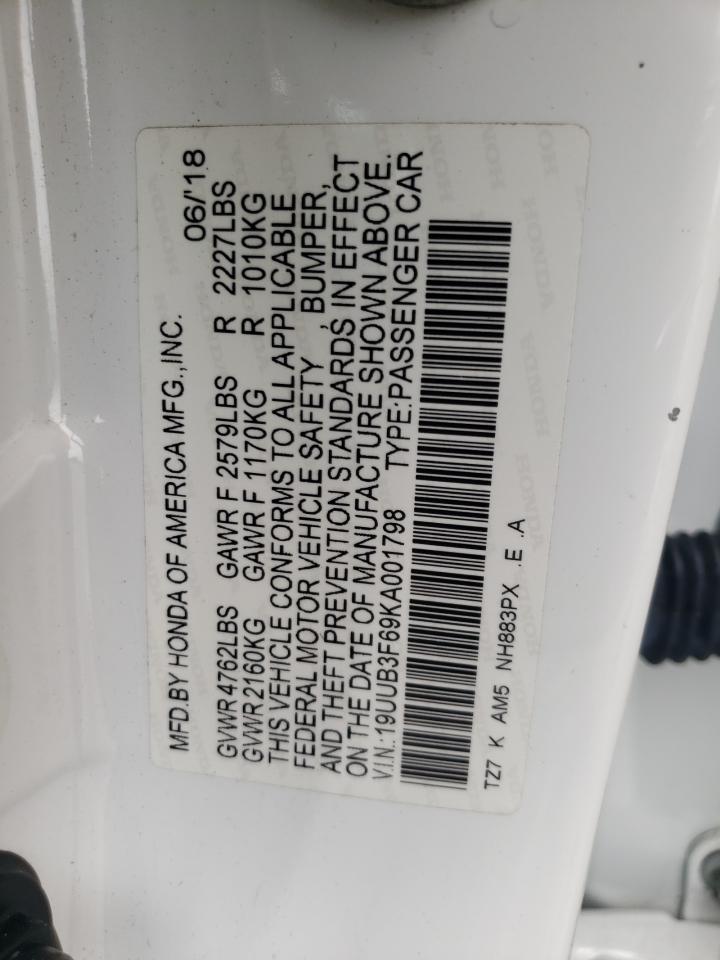 MFD.BY HONDA OF AMERICA MFG.,INC. 06/'18
GVWR4762LBS GAWR F 2579LBS R 2227LBS
GVWR2160KG GAWR F 1170KG R 1010KG
THIS VEHICLE CONFORMS TO ALL APPLICABLE
FEDERAL MOTOR VEHICLE SAFETY , BUMPER,
AND THEFT PREVENTION STANDARDS IN EFFECT
ON THE DATE OF MANUFACTURE SHOWN ABOVE.
V.I.N.:19UUB3F69KA001798 TYPE:PASSENGER CAR
TZ7 K AM5 NH883PX .E .A